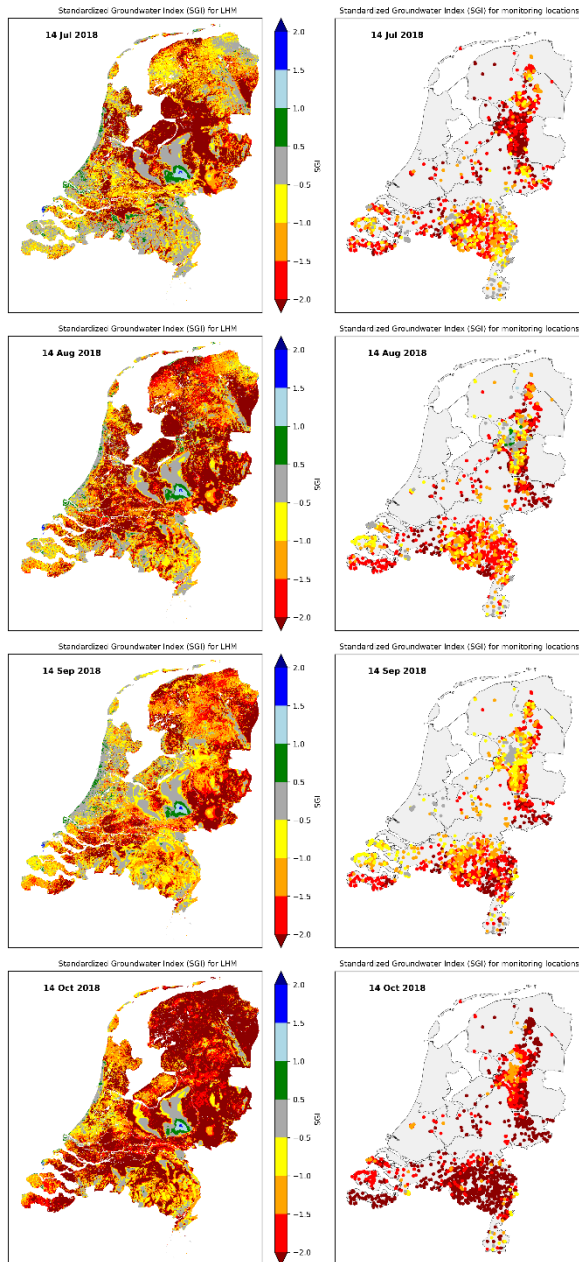 Standardized Groundwater Index (SGI) for LHM
Standardized Groundwater Index (SGI) for monitoring locations
14 Jul 2018
2.0
1.5
1.0
0.5
−0.5
−1.0
−1.5
−2.0
SGI
14 Jul 2018
Standardized Groundwater Index (SGI) for LHM
Standardized Groundwater Index (SGI) for monitoring locations
14 Aug 2018
2.0
1.5
1.0
0.5
−0.5
−1.0
−1.5
−2.0
SGI
14 Aug 2018
Standardized Groundwater Index (SGI) for LHM
Standardized Groundwater Index (SGI) for monitoring locations
14 Sep 2018
2.0
1.5
1.0
0.5
−0.5
−1.0
−1.5
−2.0
SGI
14 Sep 2018
Standardized Groundwater Index (SGI) for LHM
Standardized Groundwater Index (SGI) for monitoring locations
14 Oct 2018
2.0
1.5
1.0
0.5
−0.5
−1.0
−1.5
−2.0
SGI
14 Oct 2018